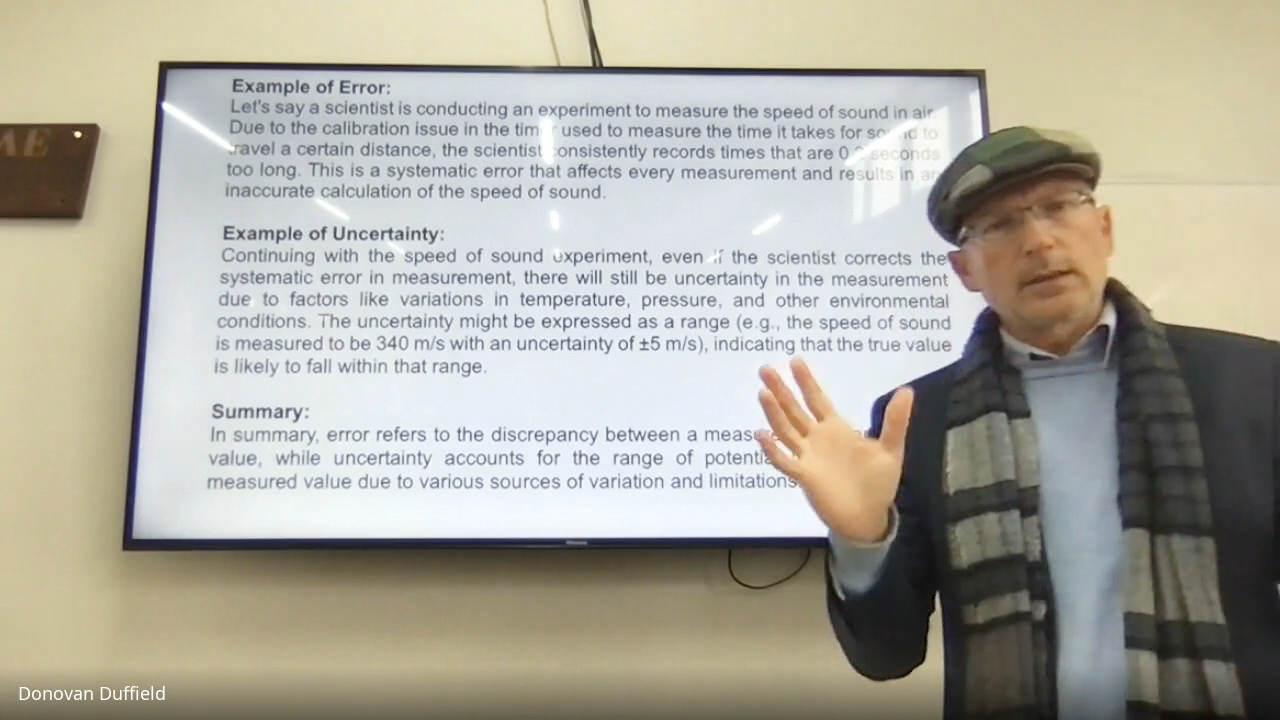 AE
Example of Error:
Let's say a scientist is conducting an experiment to measure the speed of sound in air.
Due to the calibration issue in the used to measure the time it takes for to
travel a certain distance, the scientist consistently records times that are seconds
too long. This is a systematic error that affects every measurement and results in an
inaccurate calculation of the speed of sound.
Example of Uncertainty:
Continuing with the speed of sound experiment, even if the scientist corrects the
systematic error in measurement, there will still be uncertainty in the measurement
due to factors like variations in temperature, pressure, and other environmental
conditions. The uncertainty might be expressed as a range (e.g., the speed of sound
is measured to be 340 m/s with an uncertainty of ±5 m/s), indicating that the true value
is likely to fall within that range.
Summary:
In summary, error refers to the discrepancy between a
value, while uncertainty accounts for the range of
measured value due to various sources of variation and limitations
Donovan Duffield